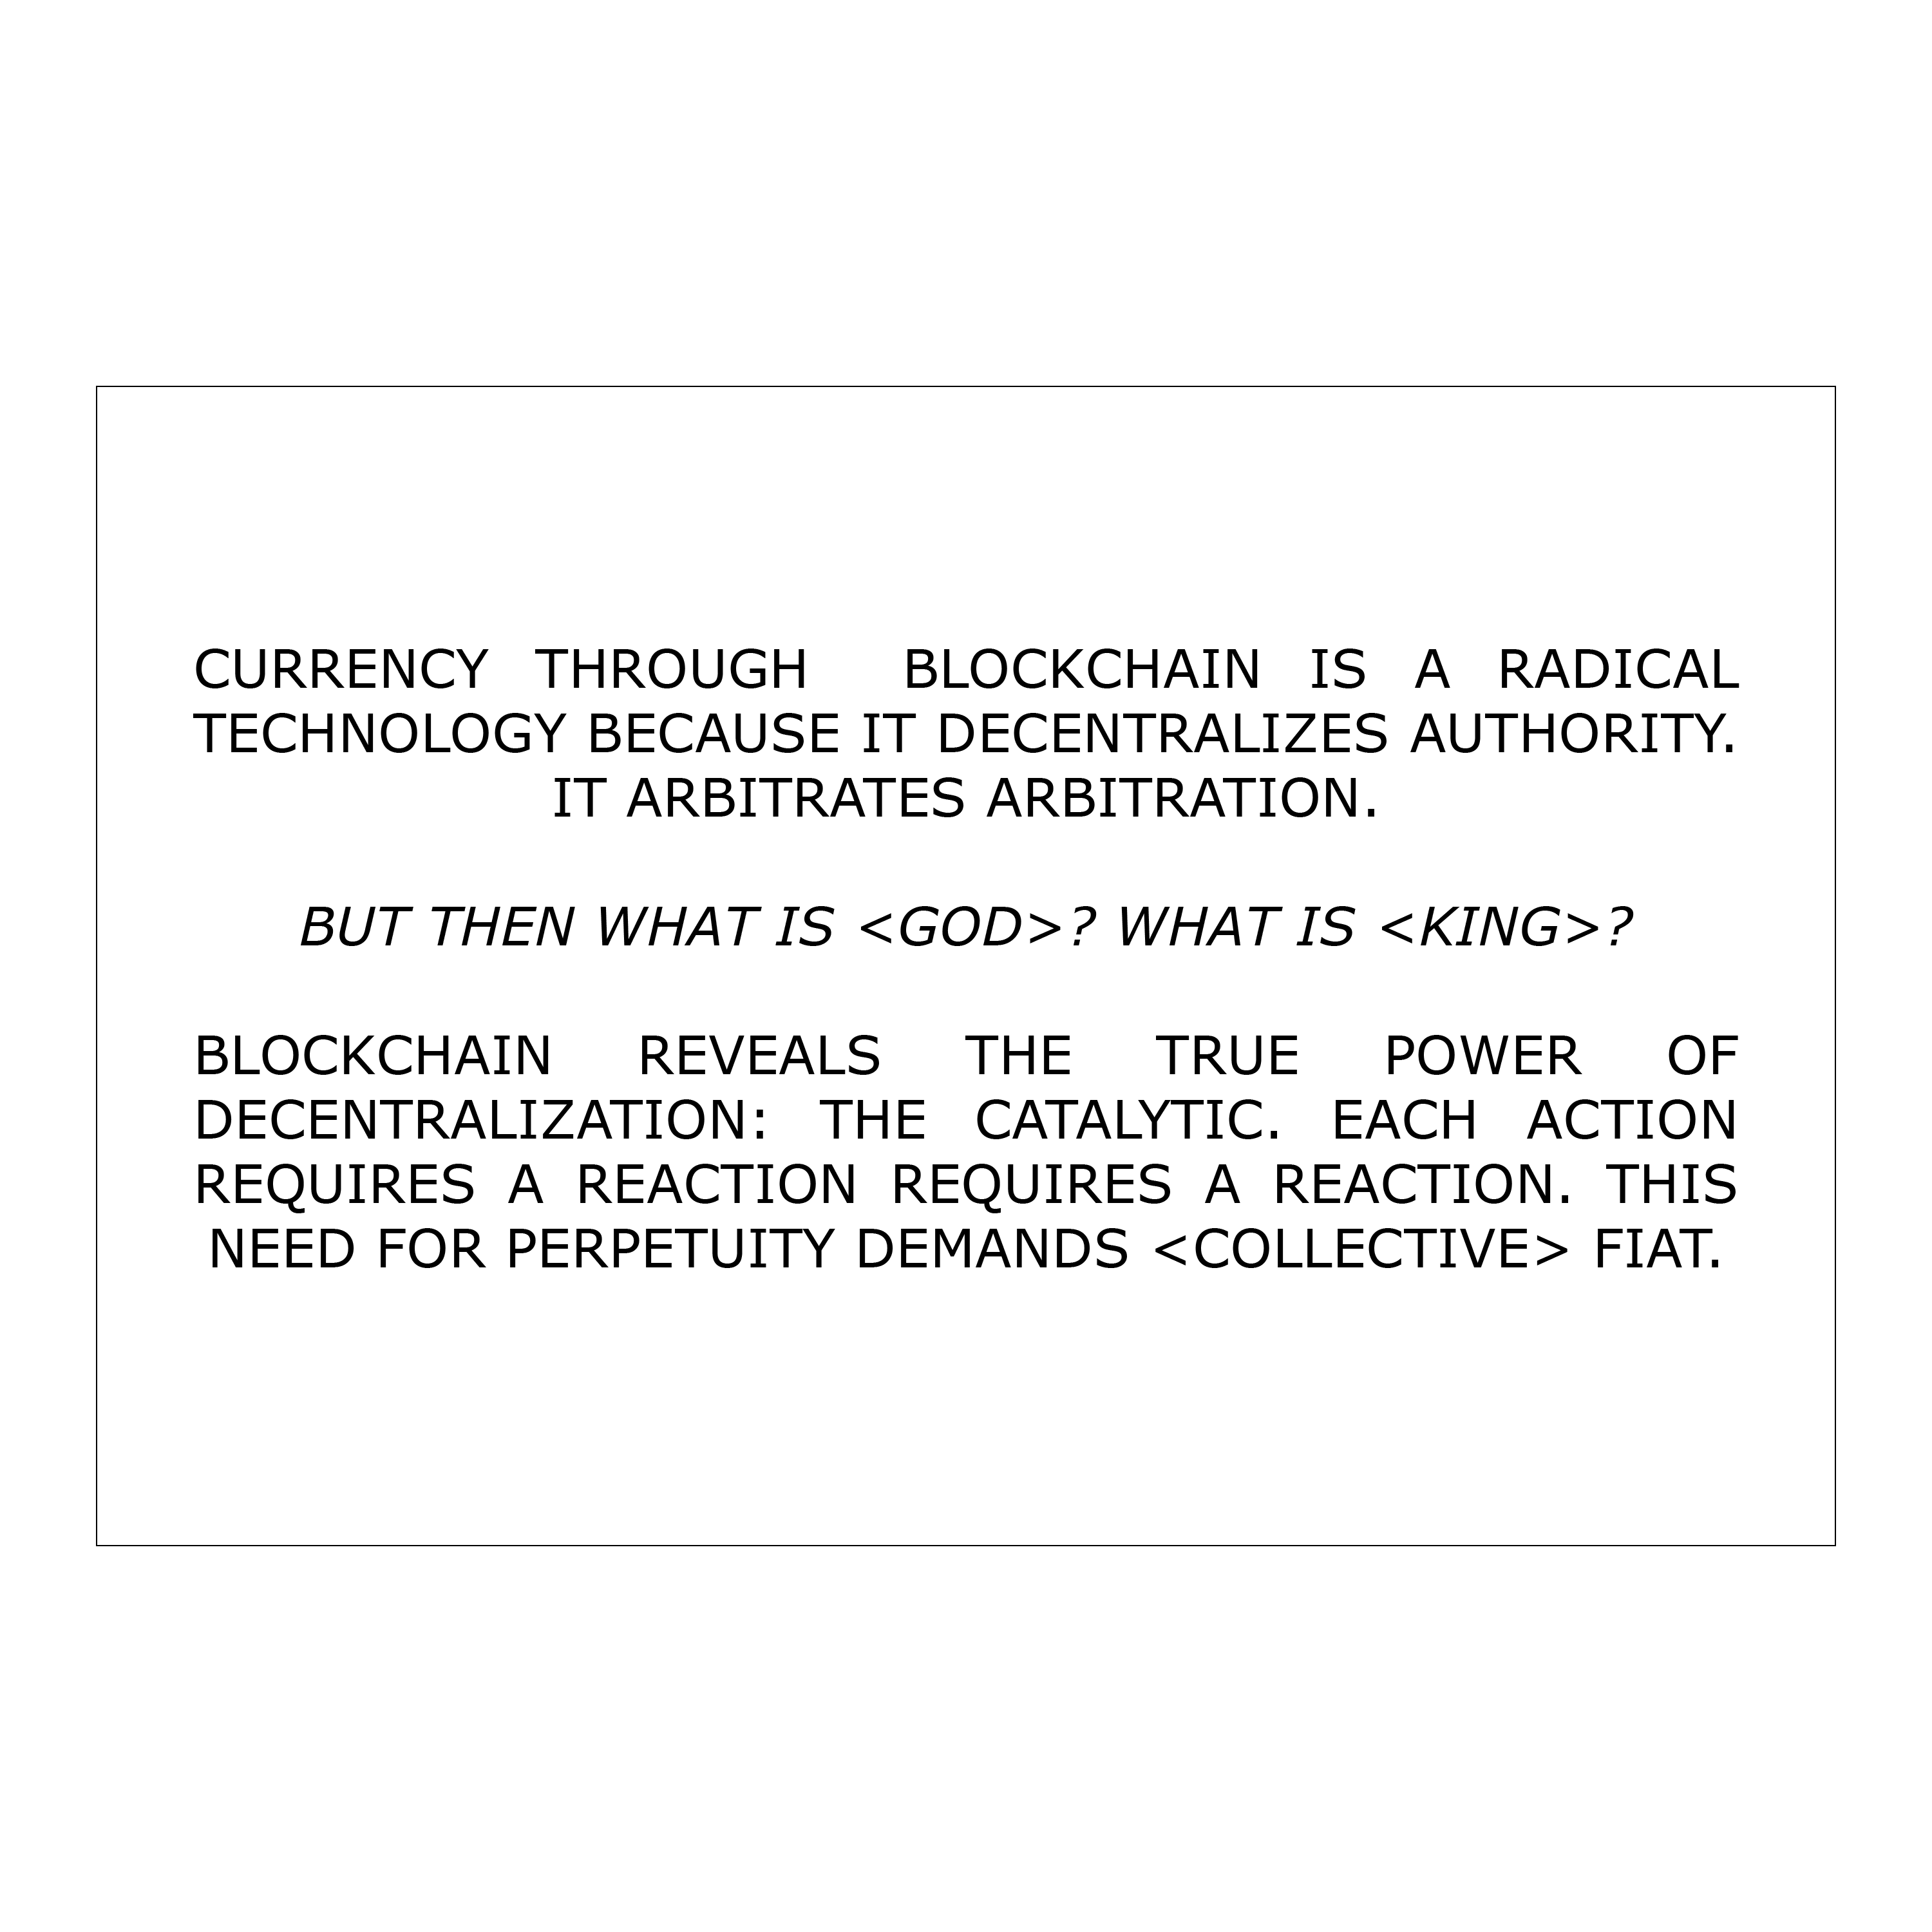 CURRENCY THROUGH BLOCKCHAIN IS A RADICAL
TECHNOLOGY BECAUSE IT DECENTRALIZES AUTHORITY.
IT ARBITRATES ARBITRATION.
BUT THEN WHAT IS <GOD>? WHAT IS <KING>?
BLOCKCHAIN REVEALS THE TRUE POWER OF
DECENTRALIZATION: THE CATALYTIC. EACH ACTION
REQUIRES A REACTION REQUIRES A REACTION. THIS
NEED FOR PERPETUITY DEMANDS <COLLECTIVE> FIAT.